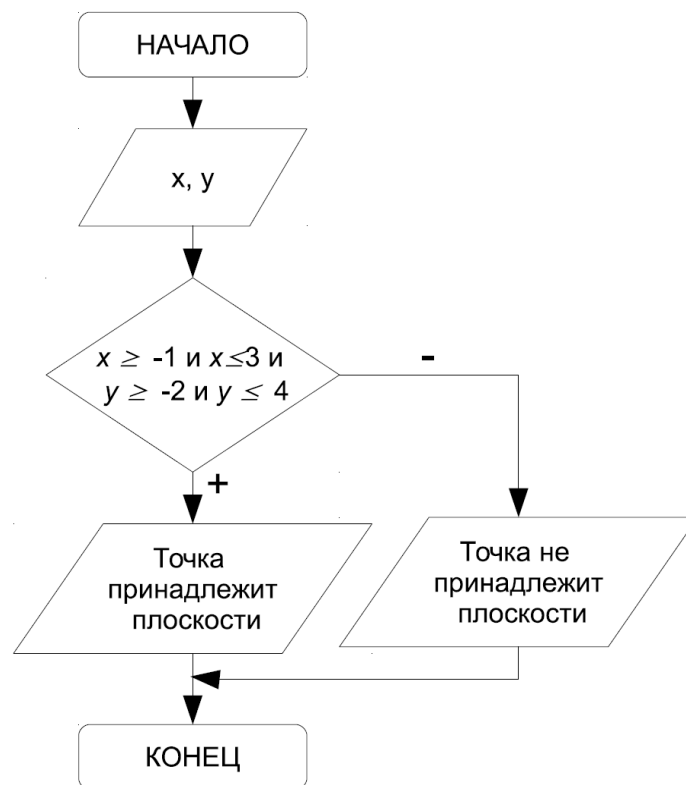 НАЧАЛО
x, y
x ≥ -1 и x≤3 и
y ≥ -2 и y ≤ 4
-
+
Точка
принадлежит
плоскости
Точка не
принадлежит
плоскости
КОНЕЦ